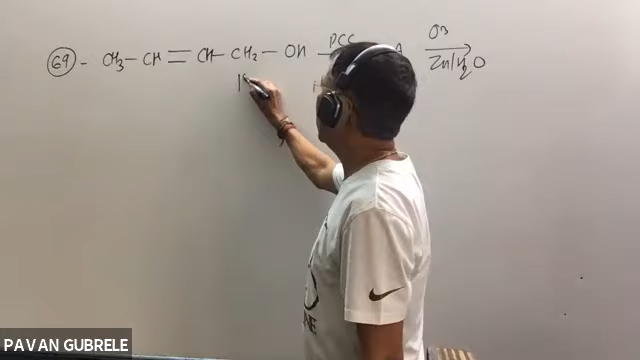 69 - CH3 - CH = CH - CH2 - OH PCC A O3
Zn/H2O
PAVAN GUBRELE